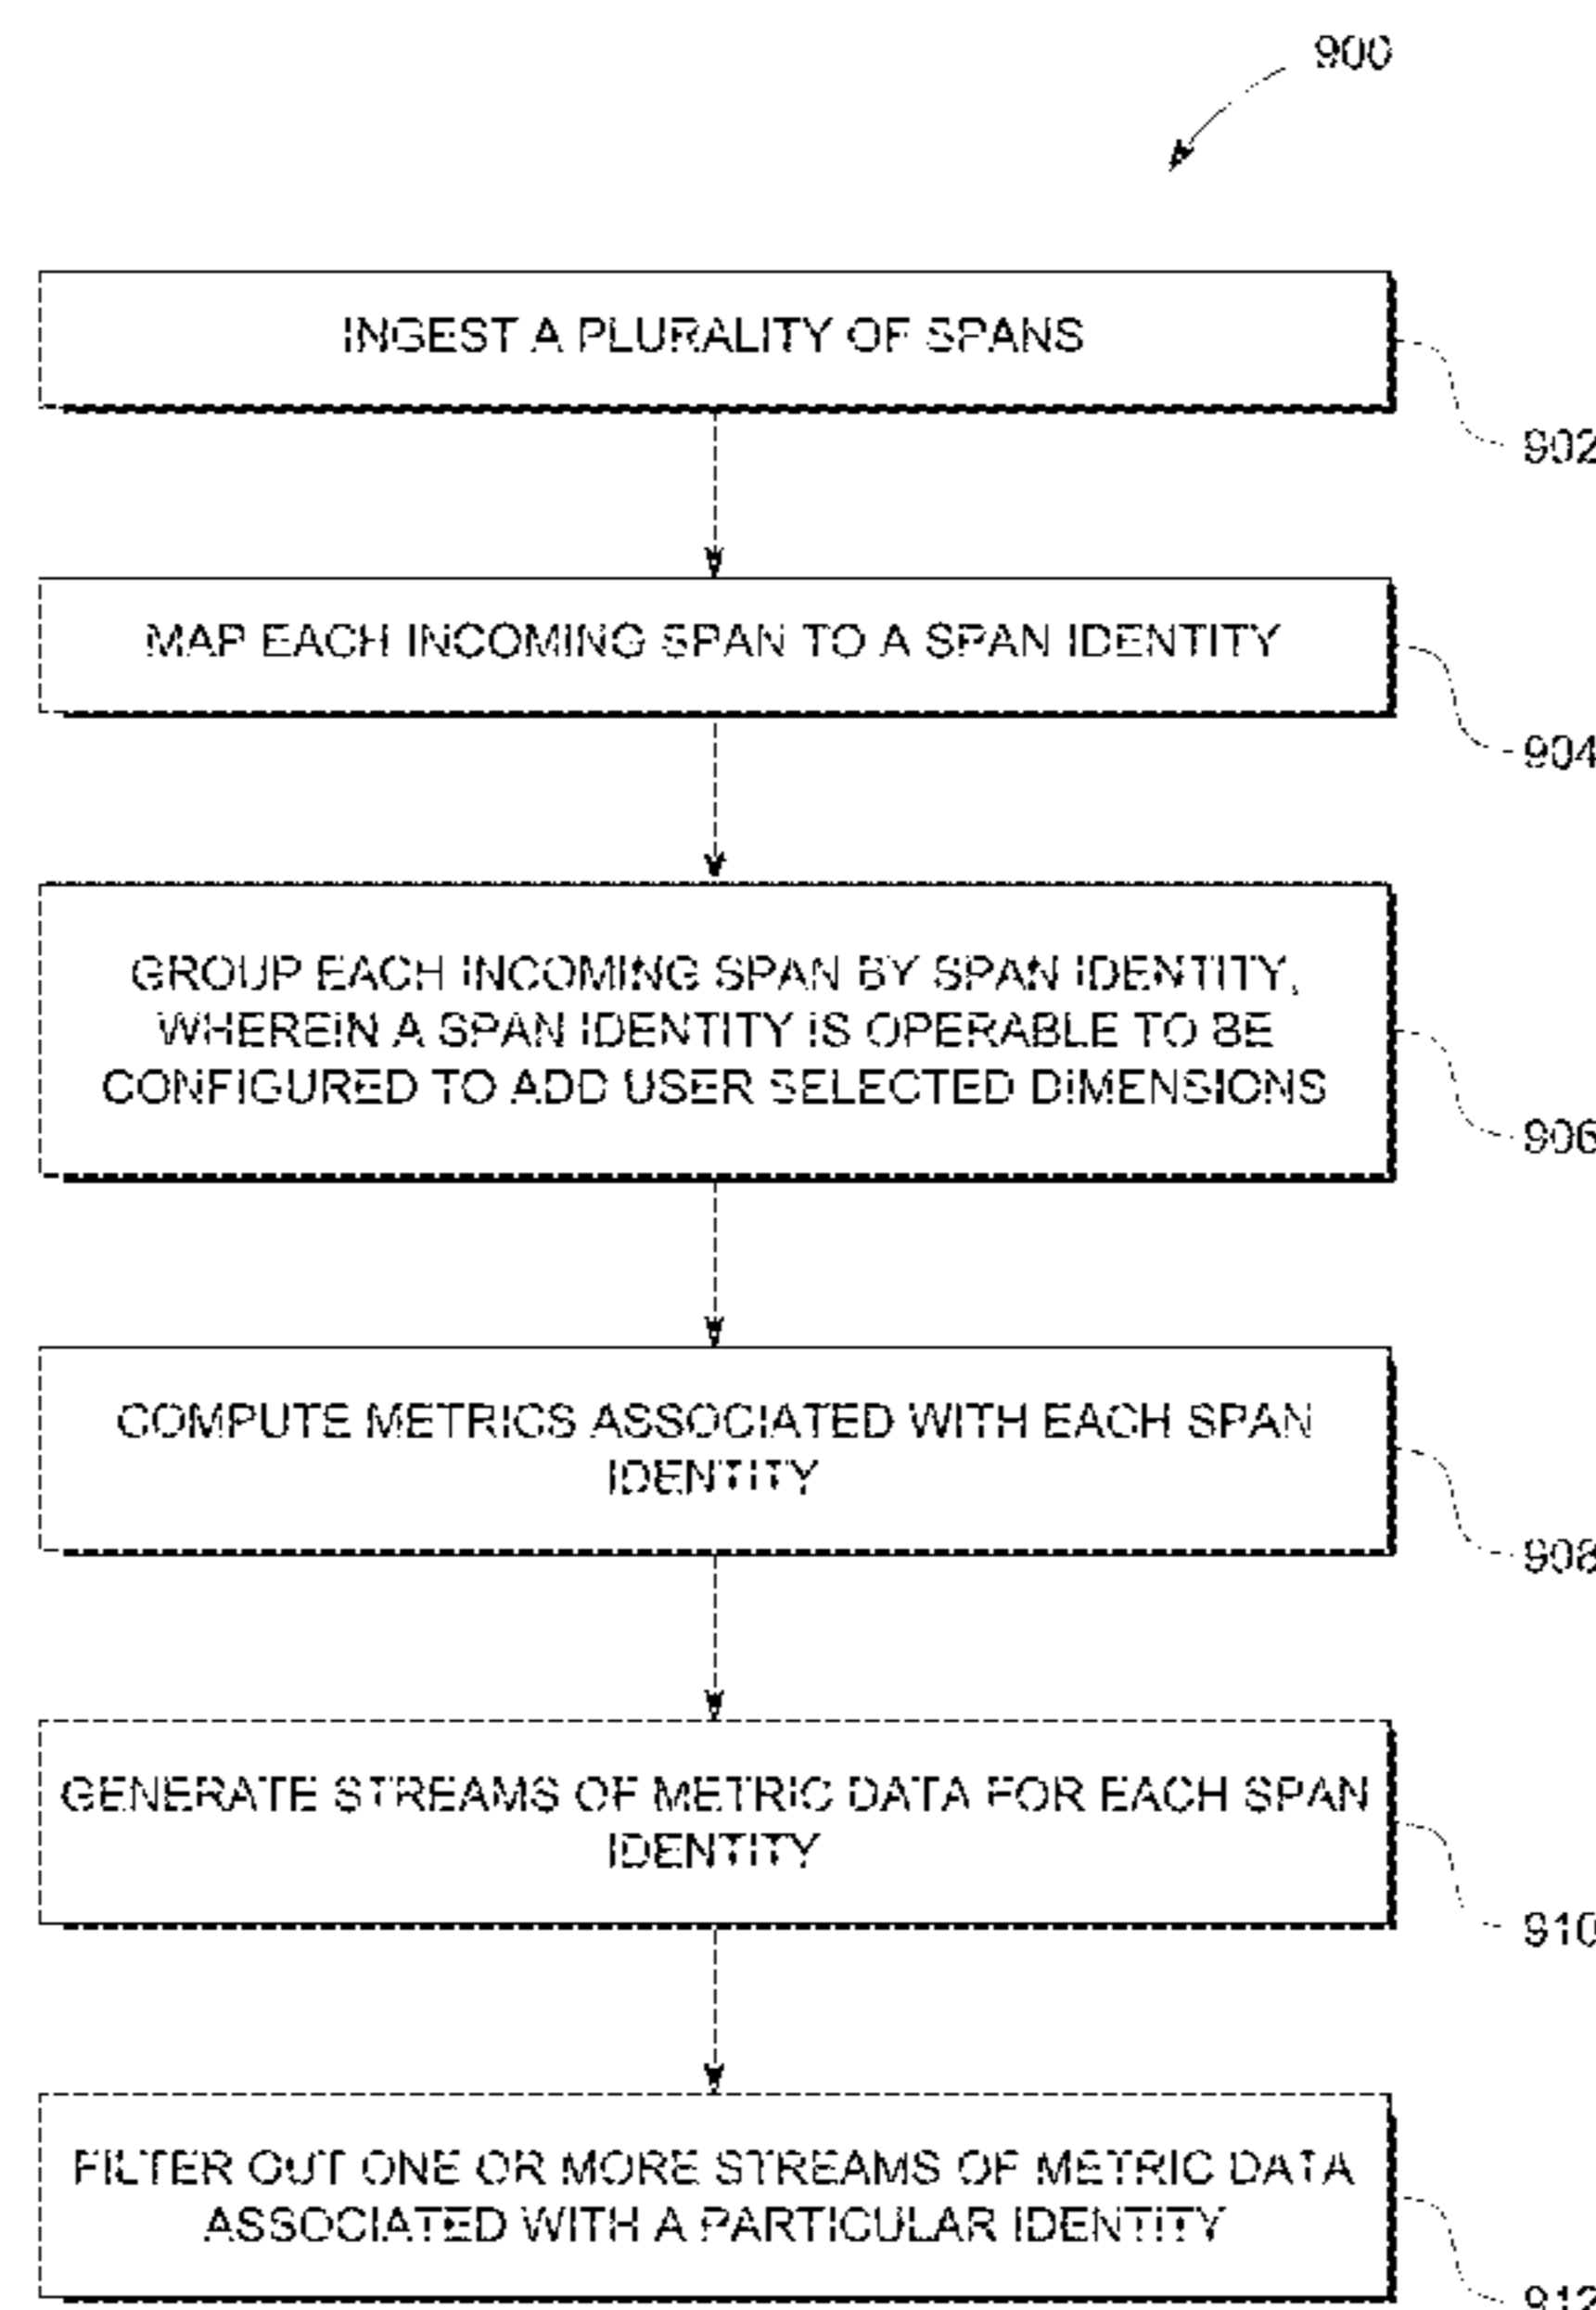 900
INGEST A PLURALITY OF SPANS
902
MAP EACH INCOMING SPAN TO A SPAN IDENTITY
904
GROUP EACH INCOMING SPAN BY SPAN IDENTITY,
WHEREIN A SPAN IDENTITY IS OPERABLE TO BE
CONFIGURED TO ADD USER SELECTED DIMENSIONS
906
COMPUTE METRICS ASSOCIATED WITH EACH SPAN
IDENTITY
908
GENERATE STREAMS OF METRIC DATA FOR EACH SPAN
IDENTITY
910
FILTER OUT ONE OR MORE STREAMS OF METRIC DATA
ASSOCIATED WITH A PARTICULAR IDENTITY
912